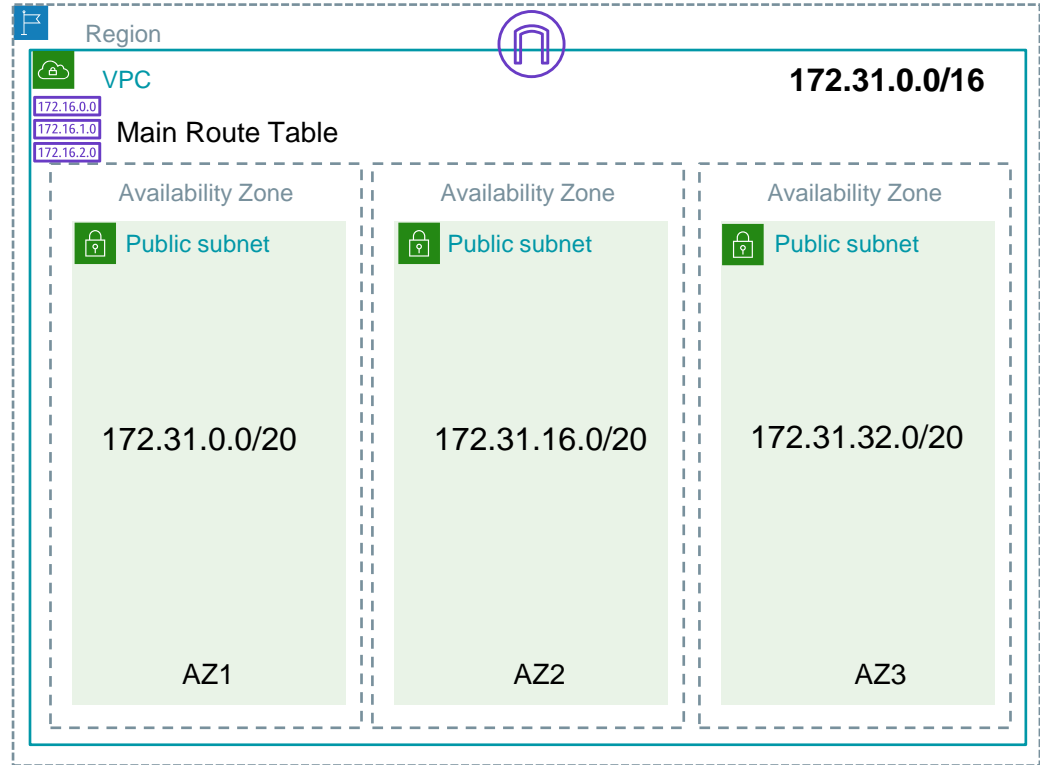 Region
VPC
172.31.0.0/16
172.16.0.0
172.16.1.0
172.16.2.0
Main Route Table
Availability Zone
Availability Zone
Availability Zone
Public subnet
Public subnet
Public subnet
172.31.0.0/20
172.31.16.0/20
172.31.32.0/20
AZ1
AZ2
AZ3